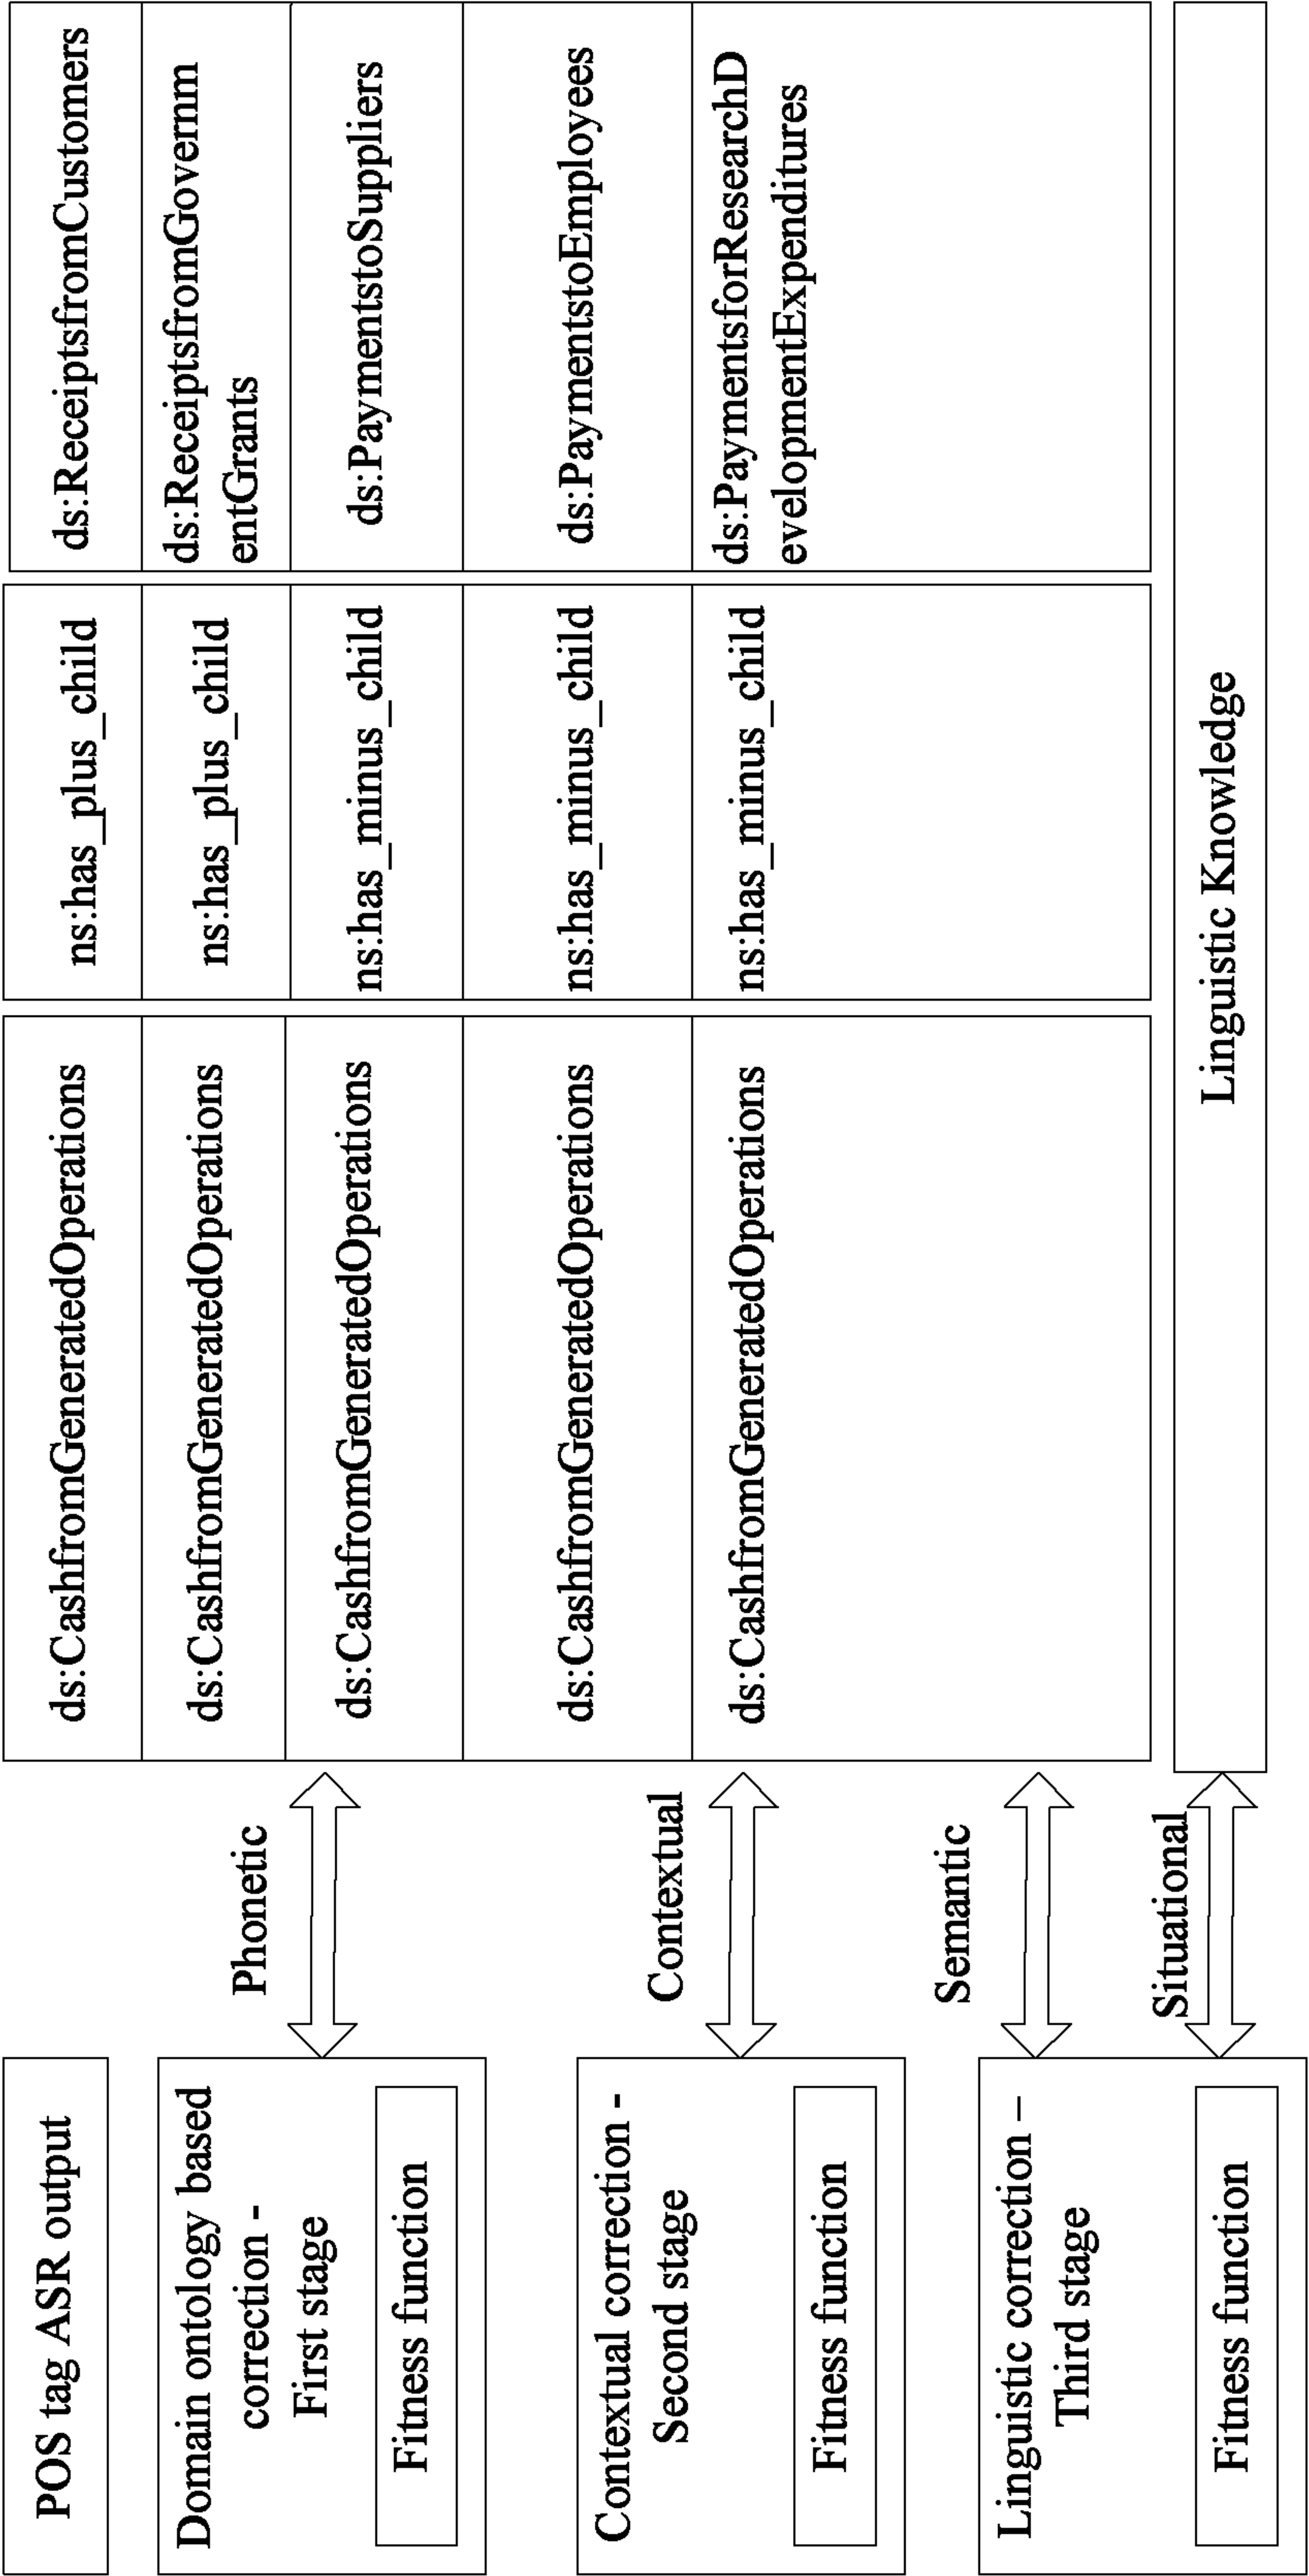 POS tag ASR output
Domain ontology based
correction -
First stage
Fitness function
Contextual correction -
Second stage
Fitness function
Linguistic correction –
Third stage
Fitness function
Phonetic
Contextual
Semantic
Situational
ds:CashfromGeneratedOperations
ns:has_plus_child
ds:ReceiptsfromCustomers
ds:CashfromGeneratedOperations
ns:has_plus_child
ds:ReceiptsfromGovernm
entGrants
ds:CashfromGeneratedOperations
ns:has_minus_child
ds:PaymentstoSuppliers
ds:CashfromGeneratedOperations
ns:has_minus_child
ds:PaymentstoEmployees
ds:CashfromGeneratedOperations
ns:has_minus_child
ds:PaymentsforResearchD
evelopmentExpenditures
Linguistic Knowledge